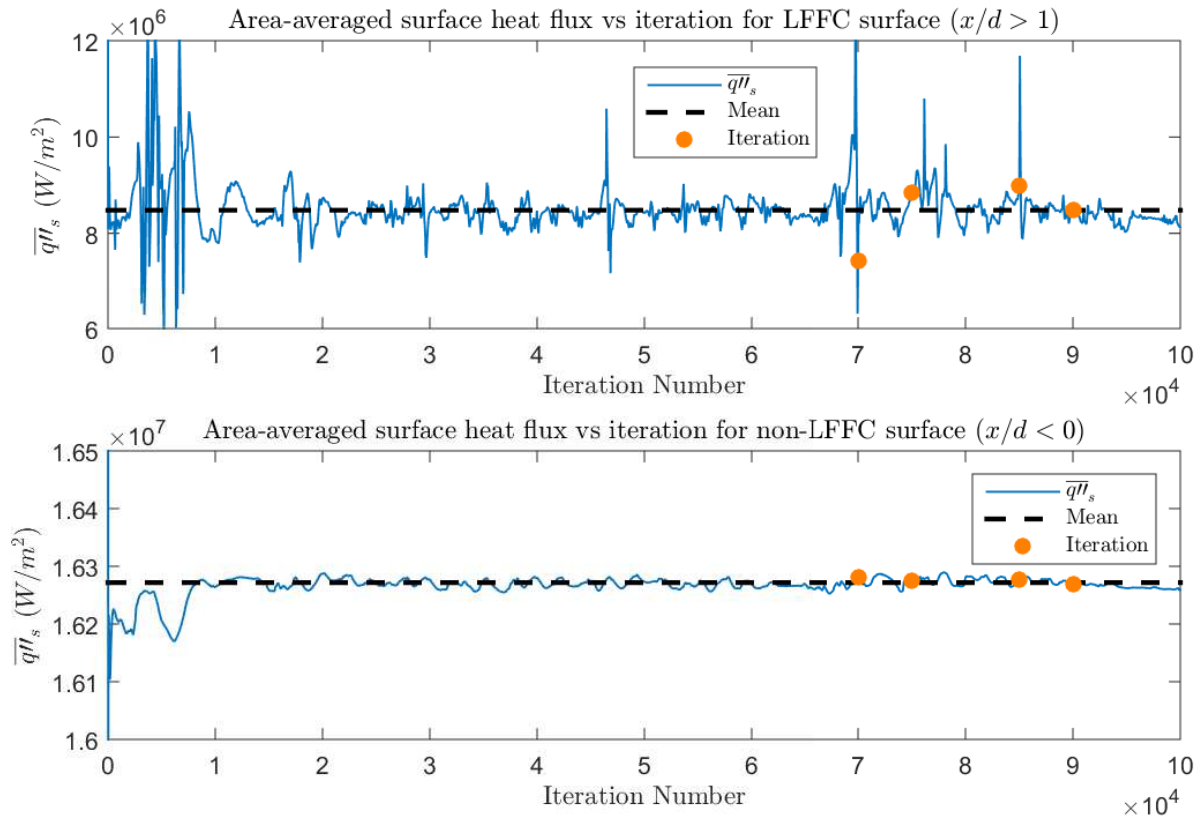 Area-averaged surface heat flux vs iteration for LFFC surface (x/d > 1)
×10^6
12
10
8
6
q̅″_s (W/m^2)
q̅″_s
Mean
Iteration
0 1 2 3 4 5 6 7 8 9 10
Iteration Number
×10^4
Area-averaged surface heat flux vs iteration for non-LFFC surface (x/d < 0)
×10^7
1.65
1.64
1.63
1.62
1.61
1.6
q̅″_s (W/m^2)
q̅″_s
Mean
Iteration
0 1 2 3 4 5 6 7 8 9 10
Iteration Number
×10^4